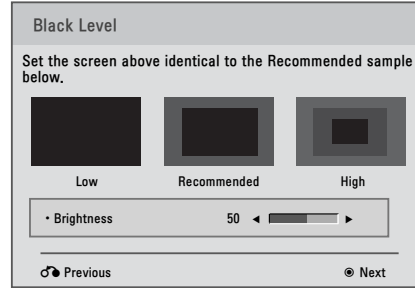 Black Level
Set the screen above identical to the Recommended sample
below.
Low
Recommended
High
• Brightness 50 ◄ ►
Previous
◉ Next